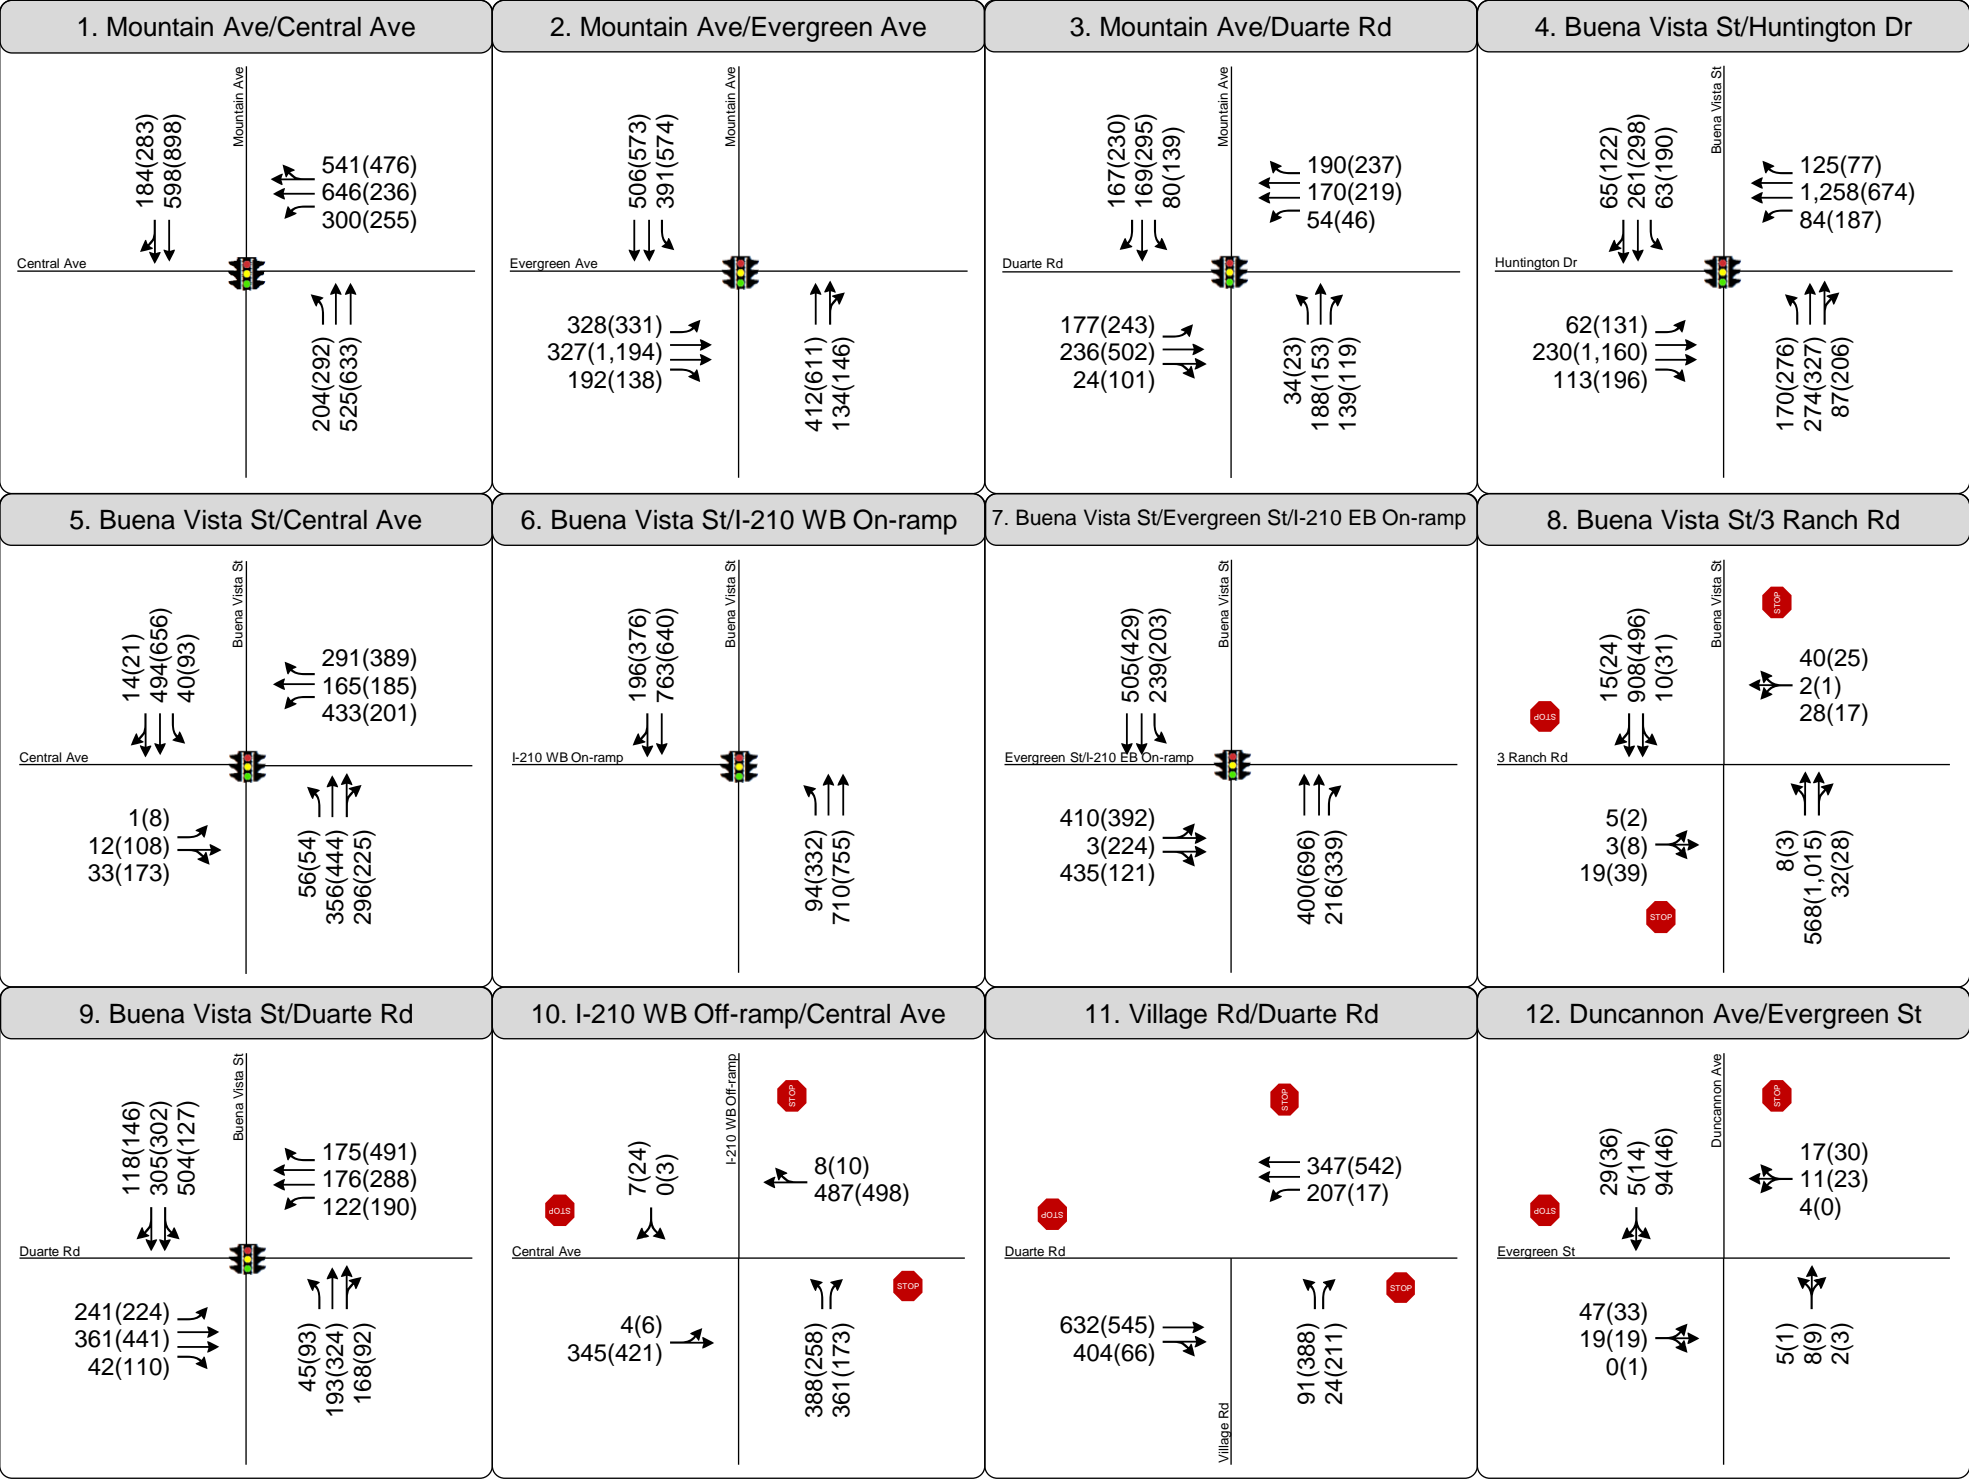 1. Mountain Ave/Central Ave
Mountain Ave
184(283)
598(898)
541(476)
646(236)
300(255)
Central Ave
204(292)
525(633)
2. Mountain Ave/Evergreen Ave
Mountain Ave
506(573)
391(574)
Evergreen Ave
328(331)
327(1,194)
192(138)
412(611)
134(146)
3. Mountain Ave/Duarte Rd
Mountain Ave
167(230)
169(295)
80(139)
190(237)
170(219)
54(46)
Duarte Rd
177(243)
236(502)
24(101)
34(23)
188(153)
139(119)
4. Buena Vista St/Huntington Dr
Buena Vista St
65(122)
261(298)
63(190)
125(77)
1,258(674)
84(187)
Huntington Dr
62(131)
230(1,160)
113(196)
170(276)
274(327)
87(206)
5. Buena Vista St/Central Ave
Buena Vista St
14(21)
494(656)
40(93)
291(389)
165(185)
433(201)
Central Ave
1(8)
12(108)
33(173)
56(54)
356(444)
296(225)
6. Buena Vista St/I-210 WB On-ramp
Buena Vista St
196(376)
763(640)
I-210 WB On-ramp
94(332)
710(755)
7. Buena Vista St/Evergreen St/I-210 EB On-ramp
Buena Vista St
505(429)
239(203)
Evergreen St/I-210 EB On-ramp
410(392)
3(224)
435(121)
400(696)
216(339)
8. Buena Vista St/3 Ranch Rd
Buena Vista St
STOP
15(24)
908(496)
10(31)
40(25)
2(1)
28(17)
STOP
3 Ranch Rd
5(2)
3(8)
19(39)
8(3)
568(1,015)
32(28)
STOP
9. Buena Vista St/Duarte Rd
Buena Vista St
118(146)
305(302)
504(127)
175(491)
176(288)
122(190)
Duarte Rd
241(224)
361(441)
42(110)
45(93)
193(324)
168(92)
10. I-210 WB Off-ramp/Central Ave
I-210 WB Off-ramp
STOP
7(24)
0(3)
8(10)
487(498)
STOP
Central Ave
STOP
4(6)
345(421)
388(258)
361(173)
11. Village Rd/Duarte Rd
STOP
347(542)
207(17)
STOP
Duarte Rd
STOP
632(545)
404(66)
91(388)
24(211)
Village Rd
12. Duncannon Ave/Evergreen St
Duncannon Ave
STOP
29(36)
5(14)
94(46)
17(30)
11(23)
4(0)
STOP
Evergreen St
47(33)
19(19)
0(1)
5(1)
8(9)
2(3)